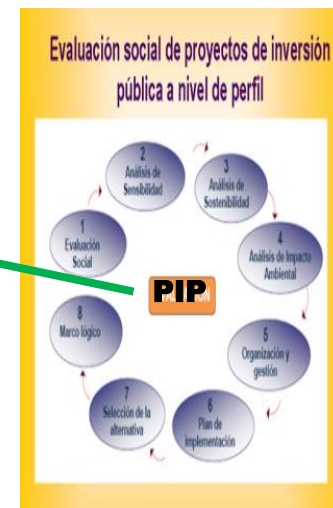 Evaluación social de proyectos de inversión
pública a nivel de perfil
1
Evaluación
Social
2
Análisis de
Sensibilidad
3
Análisis de
Sostenibilidad
4
Análisis de Impacto
Ambiental
5
Organización y
gestión
6
Plan de
implementación
7
Selección de la
alternativa
8
Marco lógico
PIP